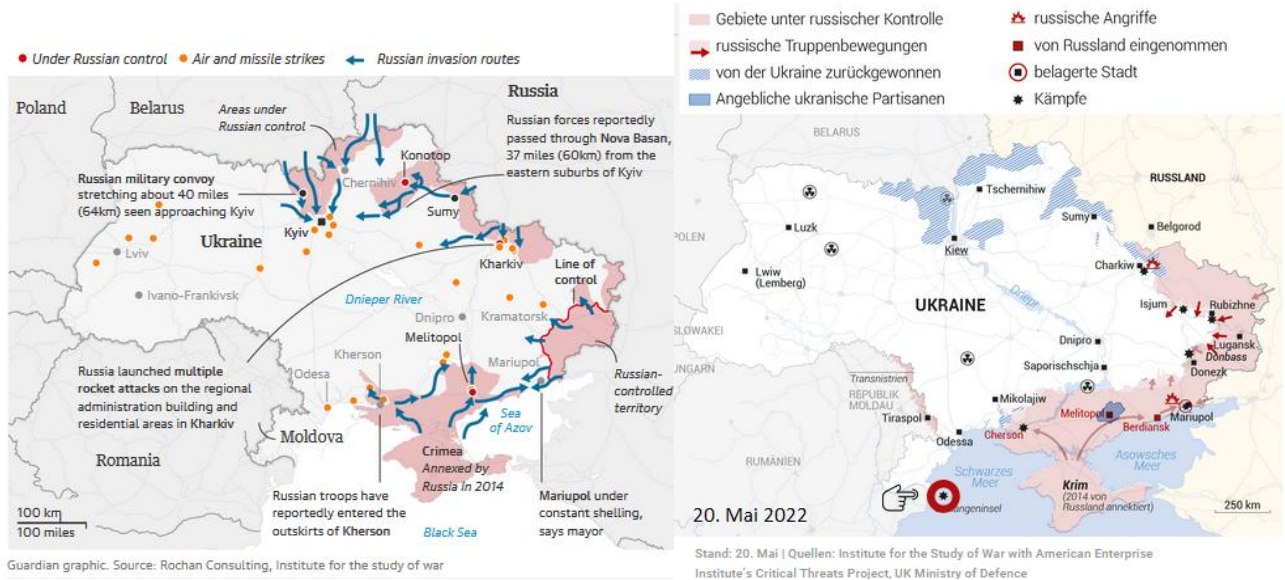 Under Russian control
Air and missile strikes
Russian invasion routes
Poland
Belarus
Areas under
Russian control
Russia
Russian forces reportedly
passed through Nova Basan,
37 miles (60km) from the
eastern suburbs of Kyiv
Konotop
Chernihiv
Russian military convoy
stretching about 40 miles
(64km) seen approaching Kyiv
Sumy
Kyiv
Ukraine
Lviv
Kharkiv
Line of
control
Ivano-Frankivsk
Dnieper River
Dnipro
Kramatorsk
Melitopol
Kherson
Mariupol
Russia launched multiple
rocket attacks on the regional
administration building and
residential areas in Kharkiv
Odesa
Russian-
controlled
territory
Sea
of Azov
Moldova
Romania
Crimea
Annexed by
Russia in 2014
Russian troops have
reportedly entered the
outskirts of Kherson
Mariupol under
constant shelling,
says mayor
Black Sea
100 km
100 miles
Guardian graphic. Source: Rochan Consulting, Institute for the study of war
Gebiete unter russischer Kontrolle
russische Truppenbewegungen
von der Ukraine zurückgewonnen
Angebliche ukranische Partisanen
russische Angriffe
von Russland eingenommen
belagerte Stadt
Kämpfe
BELARUS
RUSSLAND
Tschernihiw
Sumy
Belgorod
POLEN
Luzk
Kiew
Charkiw
Lwiw
(Lemberg)
Isjum
Rubizhne
UKRAINE
Dnipro
SLOWAKEI
Dnipro
Lugansk
Donbass
Donezk
UNGARN
Saporischschja
Transnistrien
REPUBLIK
MOLDAU
Mikolajiw
Melitopol
Mariupol
Tiraspol
Cherson
Berdiansk
Odessa
RUMÄNIEN
Schwarzes
Meer
Asowsches
Meer
Krim
(2014 von
Russland annektiert)
angeninsel
20. Mai 2022
250 km
Stand: 20. Mai | Quellen: Institute for the Study of War with American Enterprise
Institute's Critical Threats Project, UK Ministry of Defence